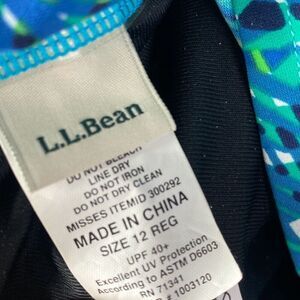 L.L.Bean
DO NOT BLEACH
LINE DRY
DO NOT IRON
DO NOT DRY CLEAN
MISSES ITEMID 300292
MADE IN CHINA
SIZE 12 REG
UPF 40+
Excellent UV Protection
According to ASTM D6603
RN 71341
1003120